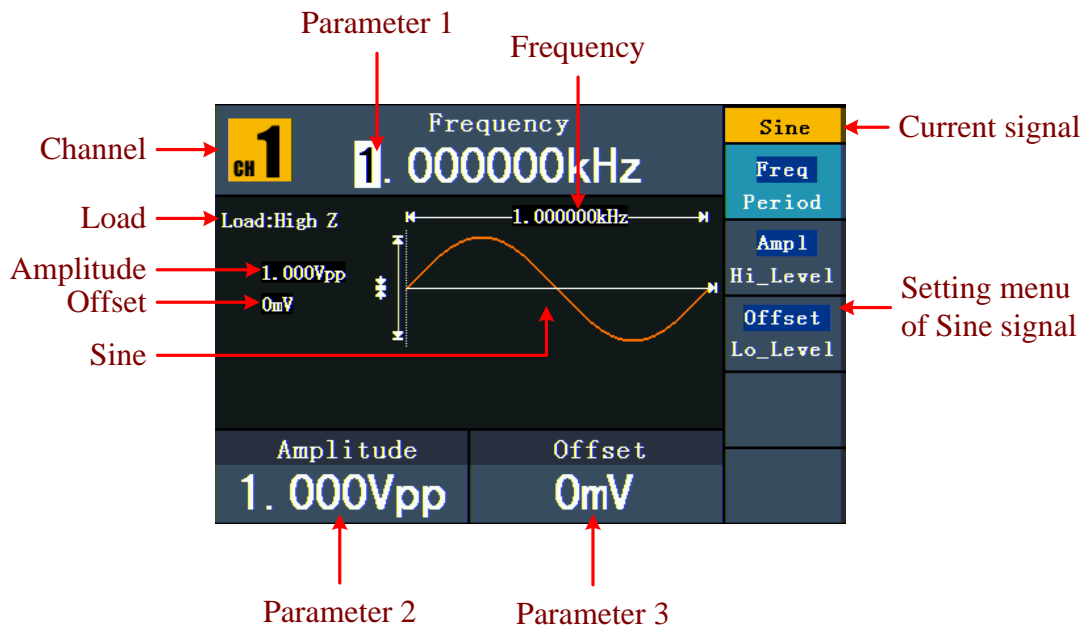 Parameter 1
Frequency
Channel
Load
Amplitude
Offset
Sine
CH 1
Frequency
1.000000kHz
Load:High Z
1.000000kHz
1.000Vpp
0mV
Amplitude
1.000Vpp
Offset
0mV
Sine
Freq
Period
Ampl
Hi_Level
Offset
Lo_Level
Current signal
Setting menu
of Sine signal
Parameter 2
Parameter 3